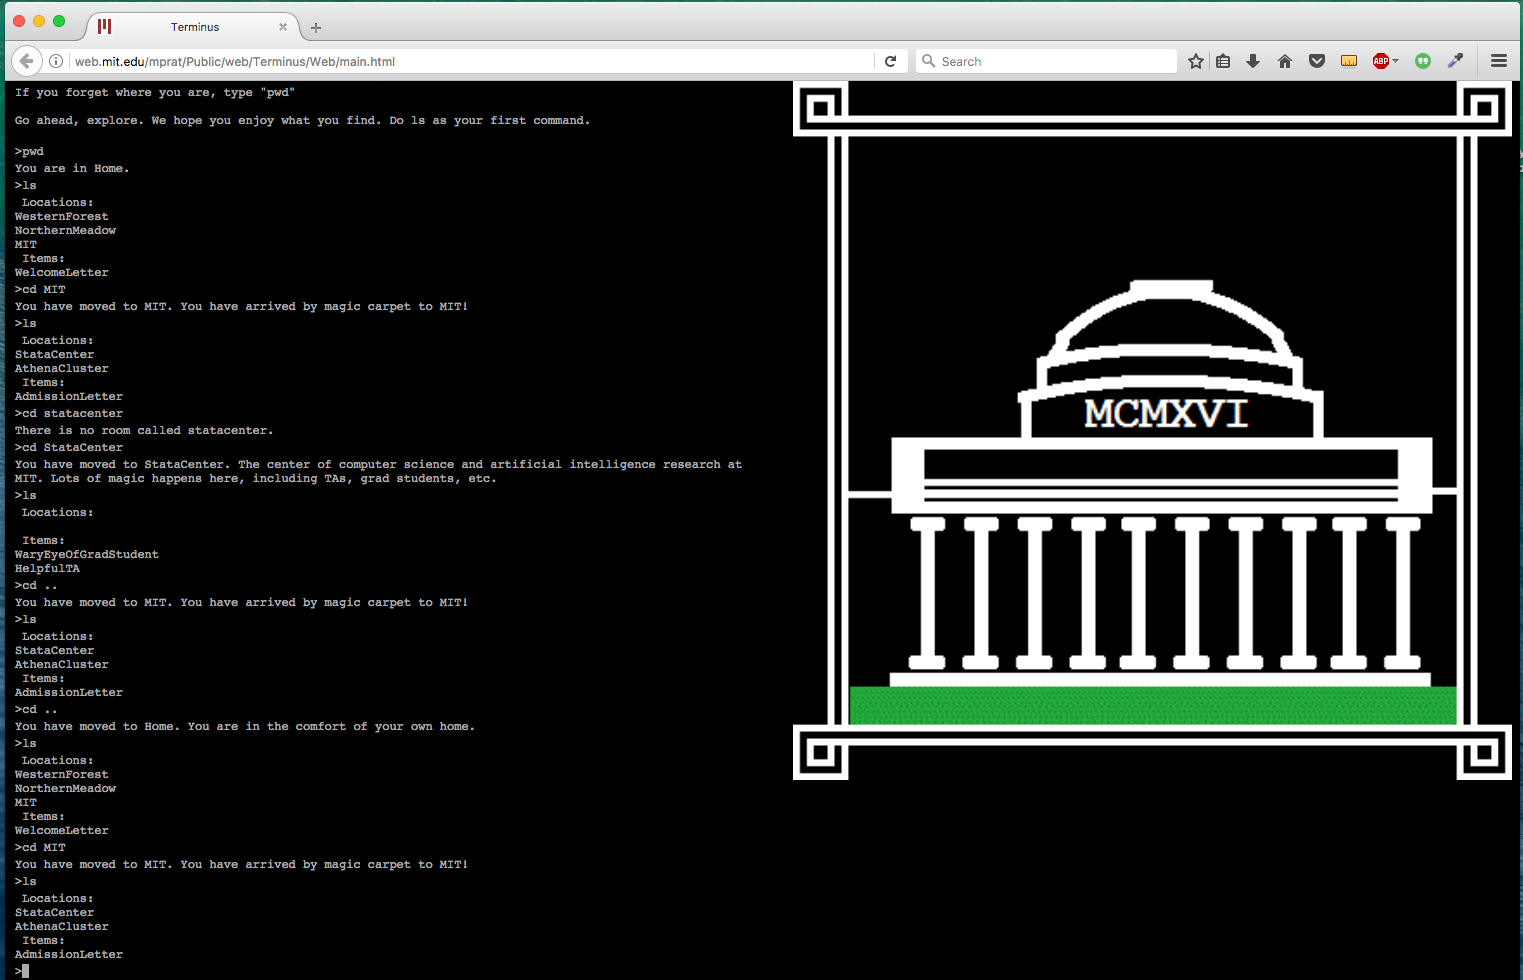 Terminus
web.mit.edu/mprat/Public/web/Terminus/Web/main.html
Search
ABP
If you forget where you are, type "pwd"
Go ahead, explore. We hope you enjoy what you find. Do ls as your first command.
>pwd
You are in Home.
>ls
Locations:
WesternForest
NorthernMeadow
MIT
Items:
WelcomeLetter
>cd MIT
You have moved to MIT. You have arrived by magic carpet to MIT!
>ls
Locations:
StataCenter
AthenaCluster
Items:
AdmissionLetter
>cd statacenter
There is no room called statacenter.
>cd StataCenter
You have moved to StataCenter. The center of computer science and artificial intelligence research at
MIT. Lots of magic happens here, including TAs, grad students, etc.
>ls
Locations:
Items:
WaryEyeOfGradStudent
HelpfulTA
>cd ..
You have moved to MIT. You have arrived by magic carpet to MIT!
>ls
Locations:
StataCenter
AthenaCluster
Items:
AdmissionLetter
>cd ..
You have moved to Home. You are in the comfort of your own home.
>ls
Locations:
WesternForest
NorthernMeadow
MIT
Items:
WelcomeLetter
>cd MIT
You have moved to MIT. You have arrived by magic carpet to MIT!
>ls
Locations:
StataCenter
AthenaCluster
Items:
AdmissionLetter
>
MCMXVI